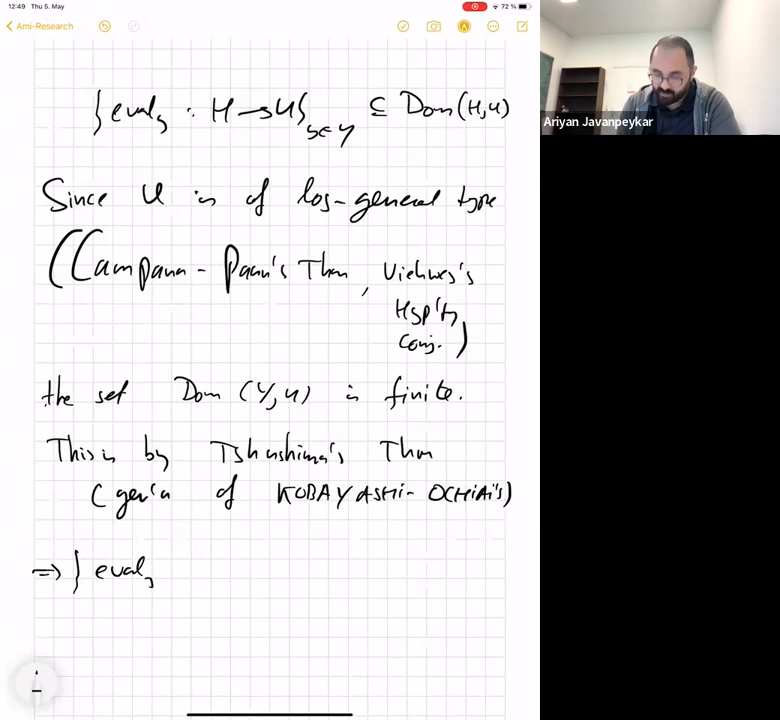 12:49 Thu 5. May
72 %
Ami-Research
Ariyan Javanpeykar
} eval_y : H → U {_{y ∈ Y} ⊆ Dom(H, U)
Since U is of log-general type
(Campana - Paun's Thm, Viehweg's
Hyp'ty
Conj.)
the set Dom (Y, U) is finite.
This is by Tshushima's Thm
(gen'n of KOBAYASHI - OCHIAI's)
⇒ } eval_y